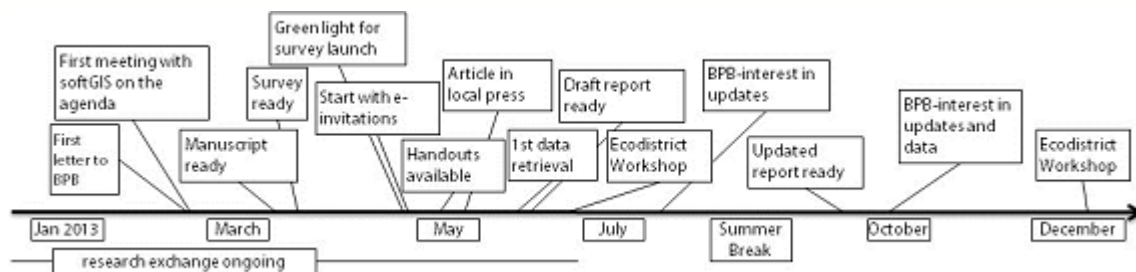 Green light for
survey launch
First meeting with
softGIS on the
agenda
Survey
ready
Article in
local press
Draft report
ready
BPB-interest in
updates
BPB-interest in
updates and
data
Start with e-
invitations
First
letter to
BPB
Manuscript
ready
Handouts
available
1st data
retrieval
Ecodistrict
Workshop
Updated
report ready
Ecodistrict
Workshop
Jan 2013
March
May
July
Summer
Break
October
December
research exchange ongoing